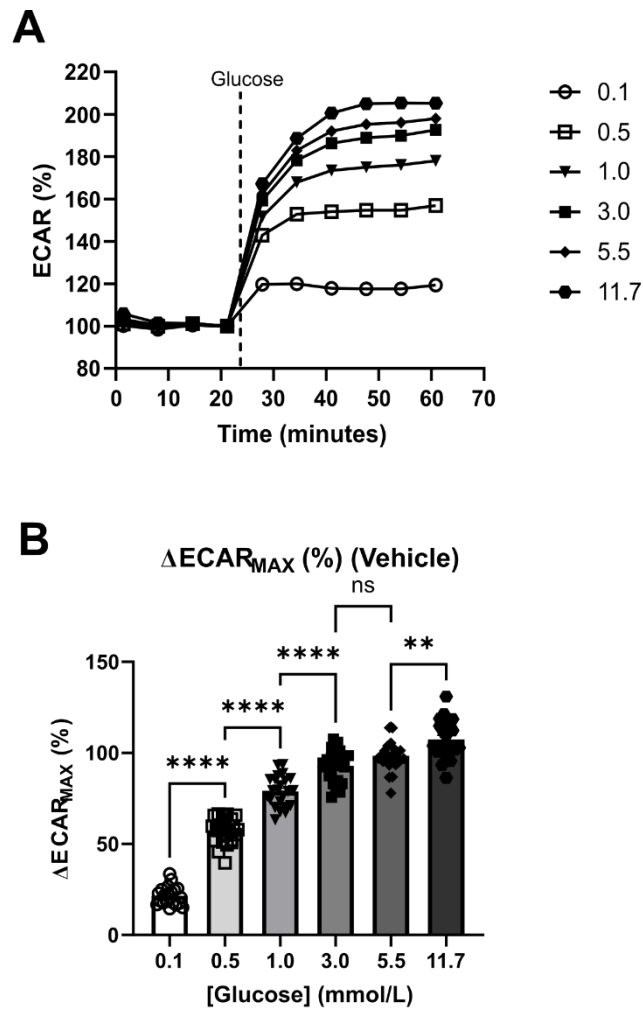 A
Glucose
220
200
180
160
140
120
100
80
ECAR (%)
0 10 20 30 40 50 60 70
Time (minutes)
0.1
0.5
1.0
3.0
5.5
11.7
B
ΔECARMAX (%) (Vehicle)
ns
**
****
****
****
150
100
50
0
ΔECARMAX (%)
0.1 0.5 1.0 3.0 5.5 11.7
[Glucose] (mmol/L)